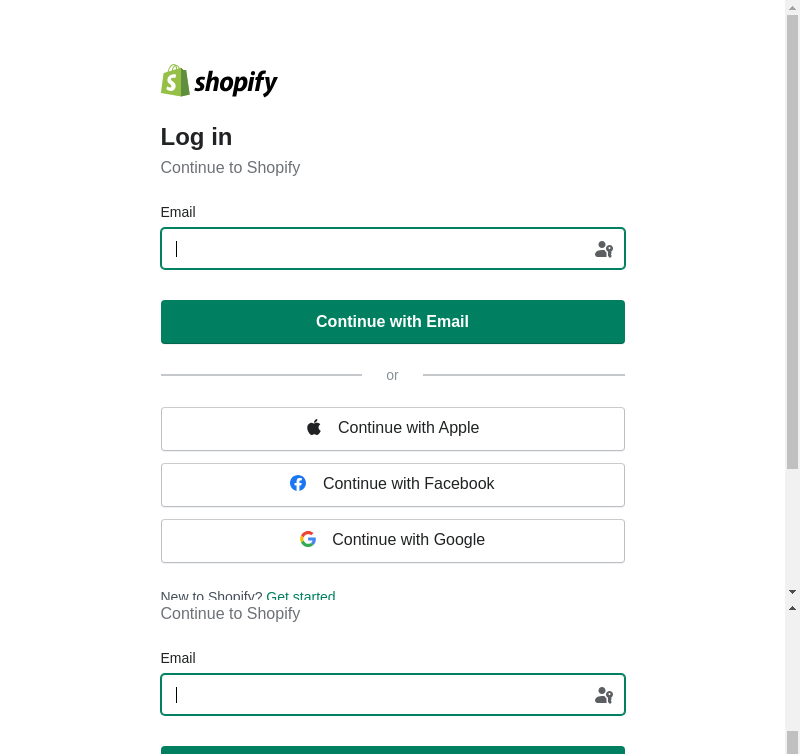 shopify
Log in
Continue to Shopify
Email
Continue with Email
or
Continue with Apple
Continue with Facebook
Continue with Google
New to Shopify? Get started
Continue to Shopify
Email